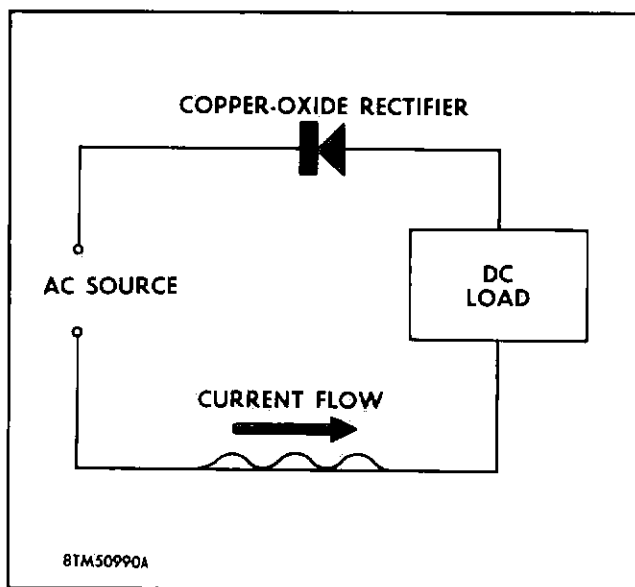 COPPER-OXIDE RECTIFIER
AC SOURCE
DC
LOAD
CURRENT FLOW
8TM50990A